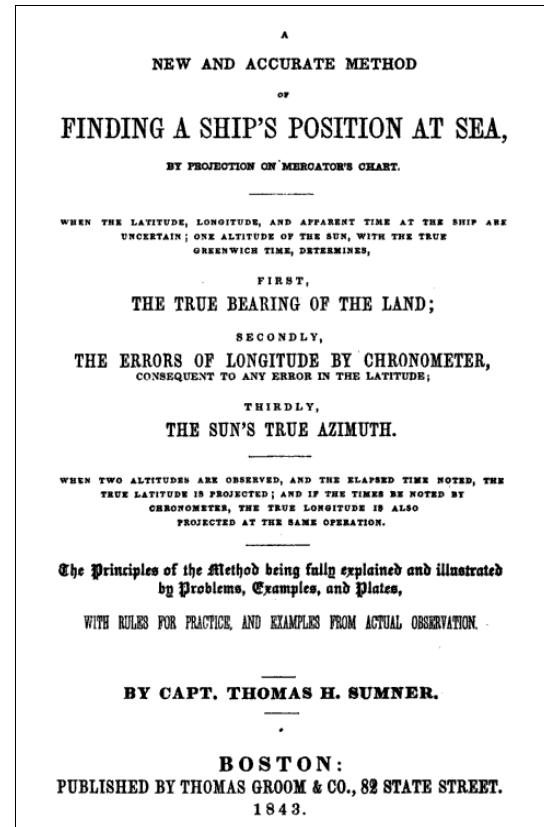 A
NEW AND ACCURATE METHOD
OF
FINDING A SHIP'S POSITION AT SEA,
BY PROJECTION ON MERCATOR'S CHART.
WHEN THE LATITUDE, LONGITUDE, AND APPARENT TIME AT THE SHIP ARE
UNCERTAIN; ONE ALTITUDE OF THE SUN, WITH THE TRUE
GREENWICH TIME, DETERMINES,
FIRST,
THE TRUE BEARING OF THE LAND;
SECONDLY,
THE ERRORS OF LONGITUDE BY CHRONOMETER,
CONSEQUENT TO ANY ERROR IN THE LATITUDE;
THIRDLY,
THE SUN'S TRUE AZIMUTH.
WHEN TWO ALTITUDES ARE OBSERVED, AND THE ELAPSED TIME NOTED, THE
TRUE LATITUDE IS PROJECTED; AND IF THE TIMES BE NOTED BY
CHRONOMETER, THE TRUE LONGITUDE IS ALSO
PROJECTED AT THE SAME OPERATION.
The Principles of the Method being fully explained and illustrated
by Problems, Examples, and Plates,
WITH RULES FOR PRACTICE, AND EXAMPLES FROM ACTUAL OBSERVATION.
BY CAPT. THOMAS H. SUMNER.
BOSTON:
PUBLISHED BY THOMAS GROOM & CO., 82 STATE STREET.
1843.